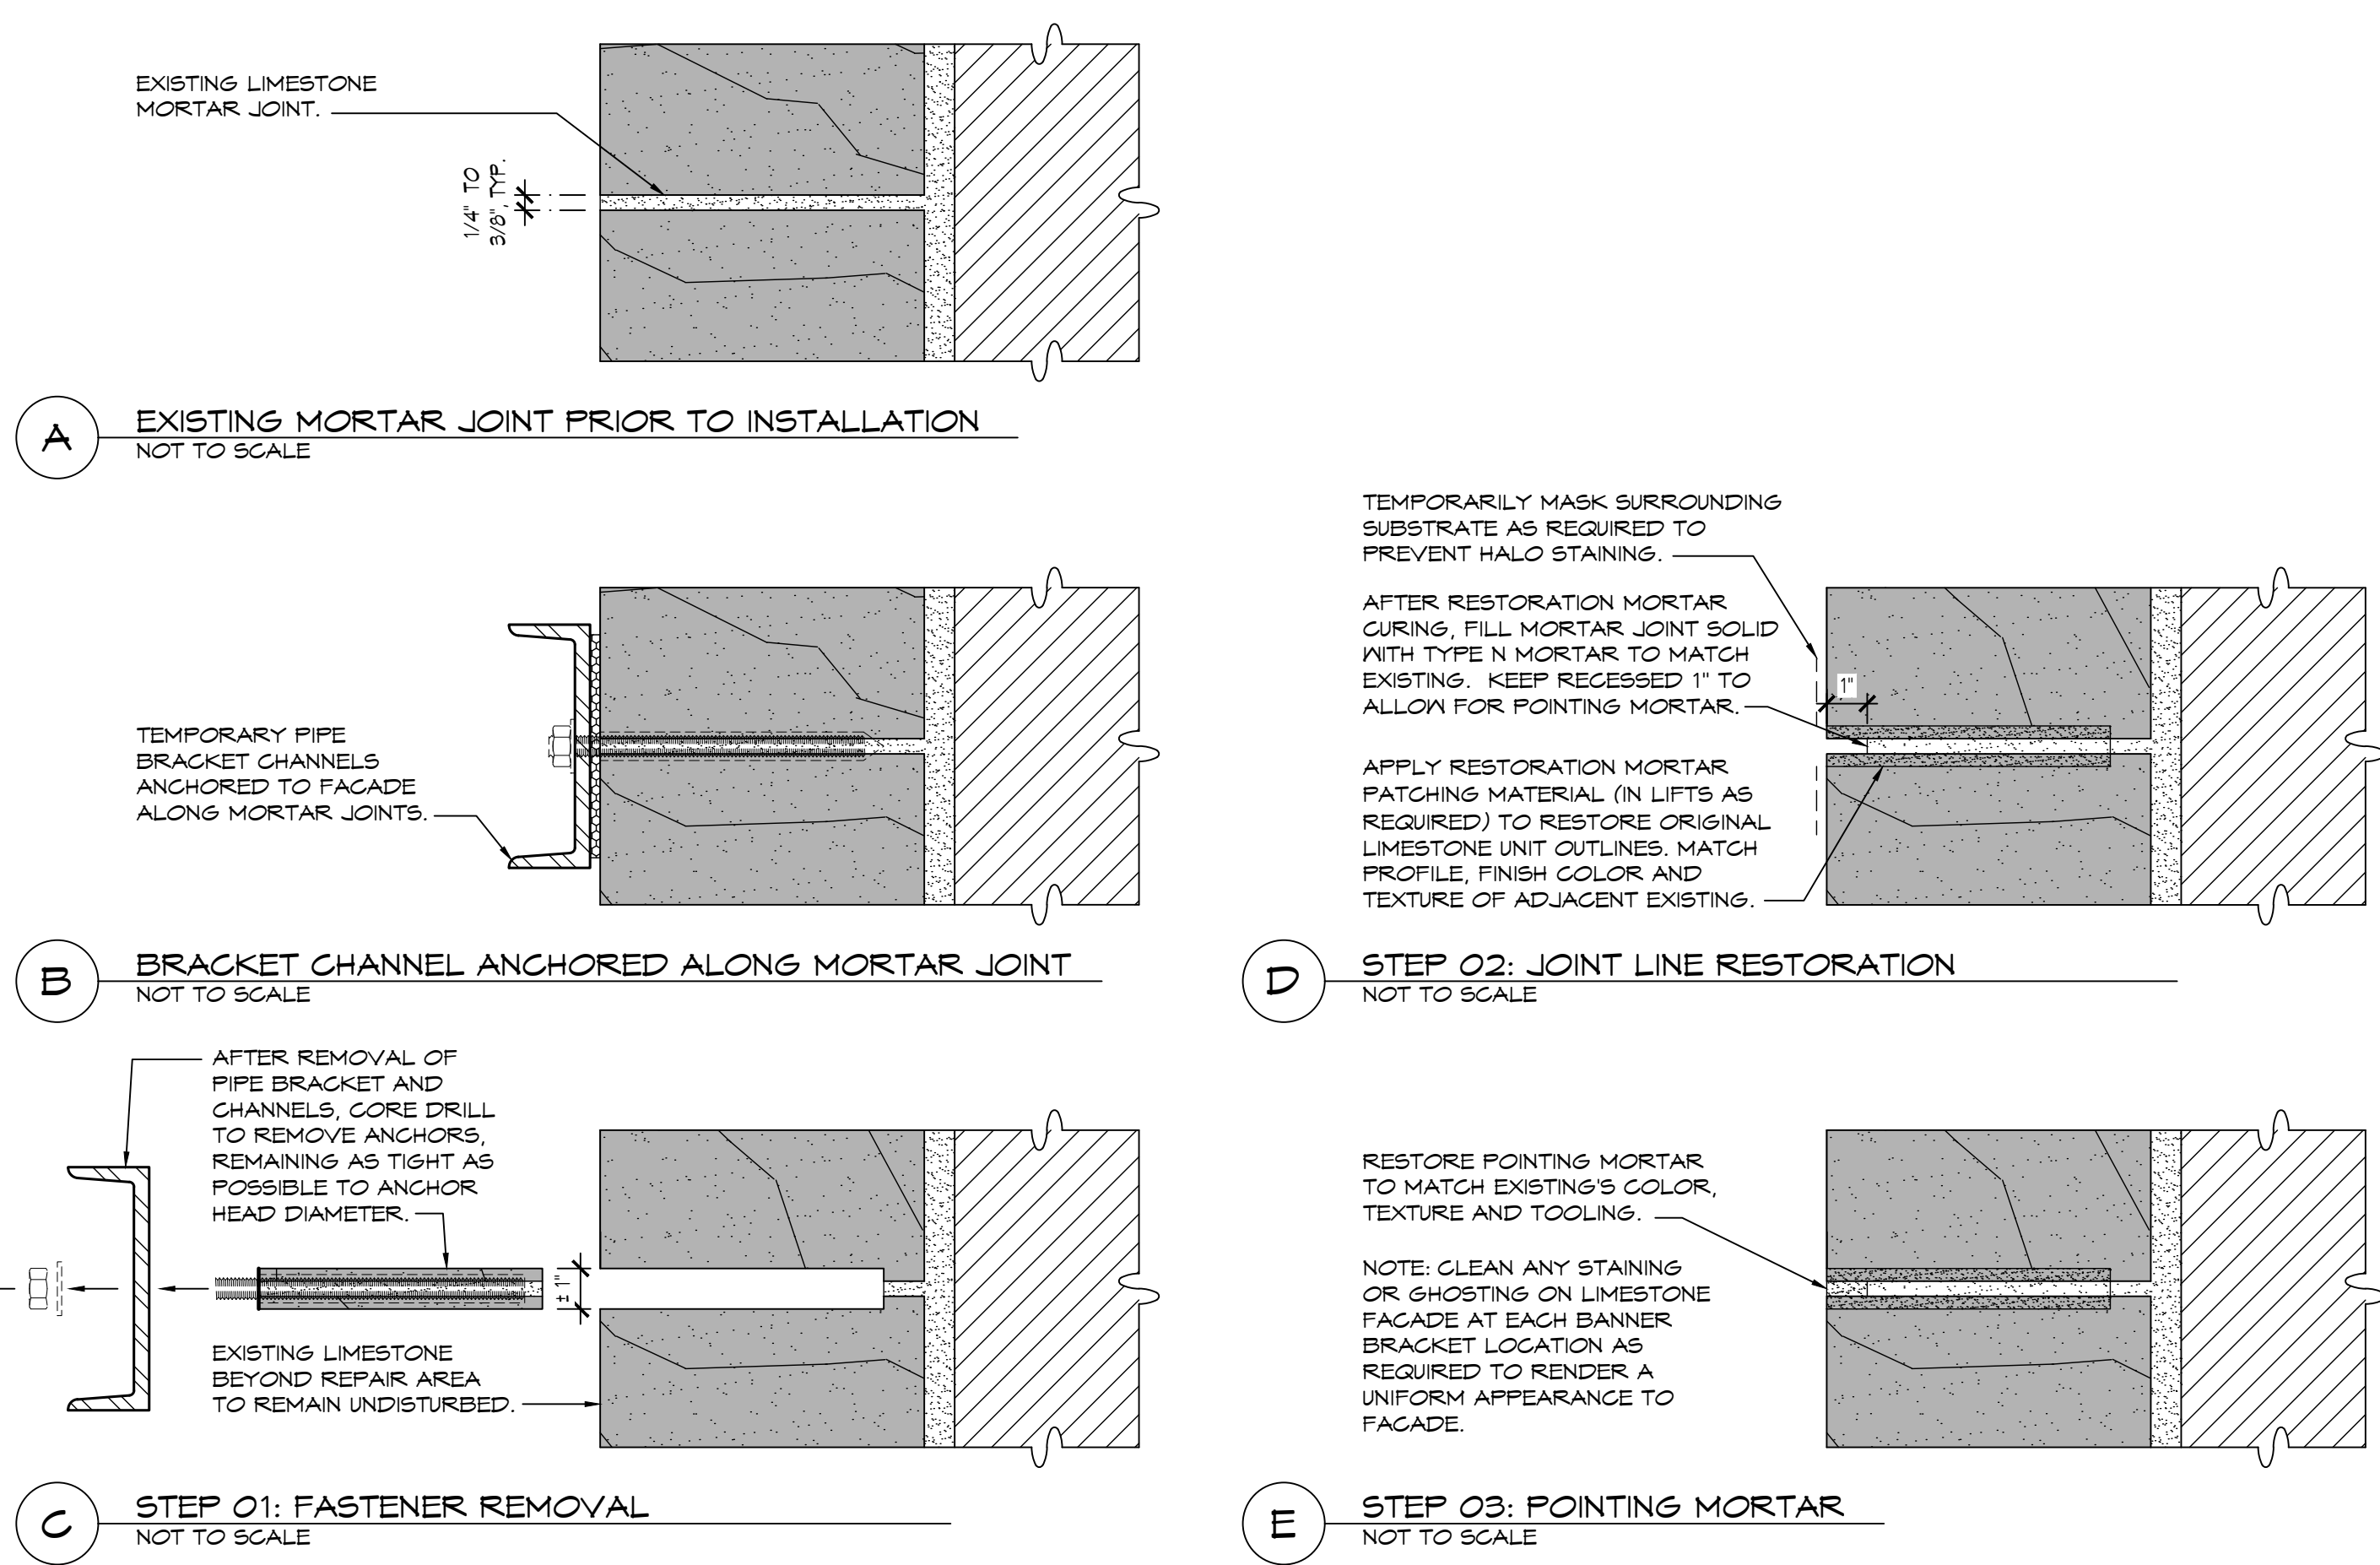 EXISTING LIMESTONE
MORTAR JOINT.
1/4" TO
3/8", TYP.
A
EXISTING MORTAR JOINT PRIOR TO INSTALLATION
NOT TO SCALE
TEMPORARY PIPE
BRACKET CHANNELS
ANCHORED TO FACADE
ALONG MORTAR JOINTS.
B
BRACKET CHANNEL ANCHORED ALONG MORTAR JOINT
NOT TO SCALE
AFTER REMOVAL OF
PIPE BRACKET AND
CHANNELS, CORE DRILL
TO REMOVE ANCHORS,
REMAINING AS TIGHT AS
POSSIBLE TO ANCHOR
HEAD DIAMETER.
±1"
EXISTING LIMESTONE
BEYOND REPAIR AREA
TO REMAIN UNDISTURBED.
C
STEP 01: FASTENER REMOVAL
NOT TO SCALE
TEMPORARILY MASK SURROUNDING
SUBSTRATE AS REQUIRED TO
PREVENT HALO STAINING.
AFTER RESTORATION MORTAR
CURING, FILL MORTAR JOINT SOLID
WITH TYPE N MORTAR TO MATCH
EXISTING. KEEP RECESSED 1" TO
ALLOW FOR POINTING MORTAR.
1"
APPLY RESTORATION MORTAR
PATCHING MATERIAL (IN LIFTS AS
REQUIRED) TO RESTORE ORIGINAL
LIMESTONE UNIT OUTLINES. MATCH
PROFILE, FINISH COLOR AND
TEXTURE OF ADJACENT EXISTING.
D
STEP 02: JOINT LINE RESTORATION
NOT TO SCALE
RESTORE POINTING MORTAR
TO MATCH EXISTING'S COLOR,
TEXTURE AND TOOLING.
NOTE: CLEAN ANY STAINING
OR GHOSTING ON LIMESTONE
FACADE AT EACH BANNER
BRACKET LOCATION AS
REQUIRED TO RENDER A
UNIFORM APPEARANCE TO
FACADE.
E
STEP 03: POINTING MORTAR
NOT TO SCALE